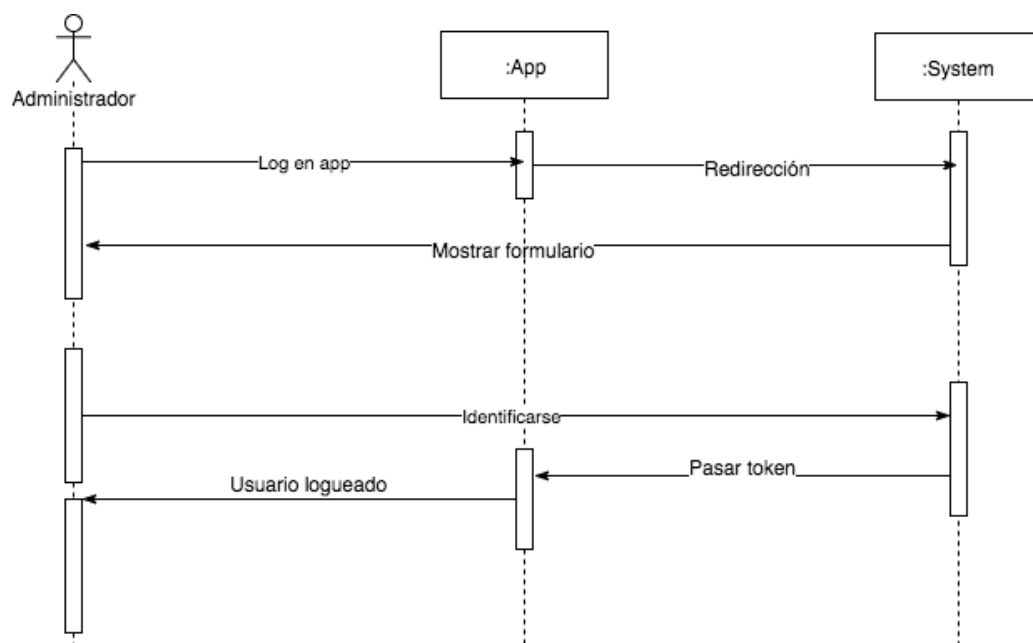 Administrador
:App
:System
Log en app
Redirección
Mostrar formulario
Identificarse
Pasar token
Usuario logueado